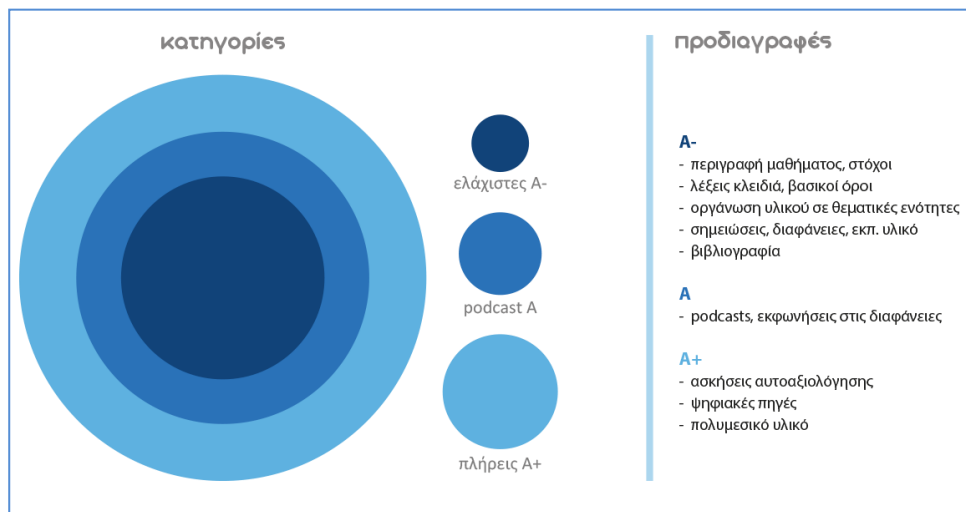 κατηγορίες
ελάχιστες Α-
podcast A
πλήρεις Α+
προδιαγραφές
Α-
- περιγραφή μαθήματος, στόχοι
- λέξεις κλειδιά, βασικοί όροι
- οργάνωση υλικού σε θεματικές ενότητες
- σημειώσεις, διαφάνειες, εκπ. υλικό
- βιβλιογραφία
Α
- podcasts, εκφωνήσεις στις διαφάνειες
Α+
- ασκήσεις αυτοαξιολόγησης
- ψηφιακές πηγές
- πολυμεσικό υλικό